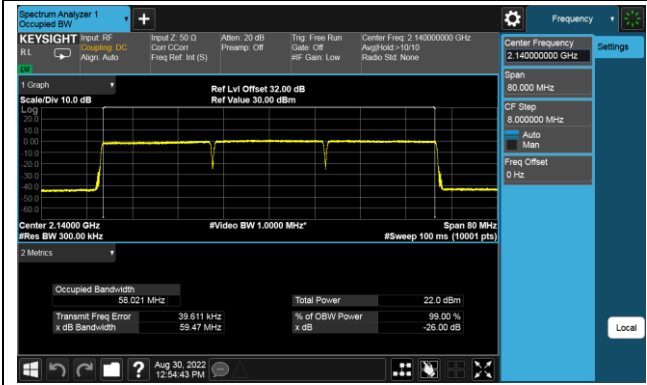 Spectrum Analyzer 1
Occupied BW
+
Frequency
KEYSIGHT
RL
Input: RF
Coupling: DC
Align: Auto
Input Z: 50 Ω
Corr CCorr
Freq Ref: Int (S)
Atten: 20 dB
Preamp: Off
Trig: Free Run
Gate: Off
#IF Gain: Low
Center Freq: 2.140000000 GHz
Avg|Hold:>10/10
Radio Std: None
Center Frequency
2.140000000 GHz
Settings
Span
80.000 MHz
CF Step
8.000000 MHz
Auto
Man
Freq Offset
0 Hz
1 Graph
Scale/Div 10.0 dB
Ref Lvl Offset 32.00 dB
Ref Value 30.00 dBm
Log
20.0
10.0
0.00
-10.0
-20.0
-30.0
-40.0
-50.0
-60.0
Center 2.14000 GHz
#Res BW 300.00 kHz
#Video BW 1.0000 MHz*
Span 80 MHz
#Sweep 100 ms (10001 pts)
2 Metrics
Occupied Bandwidth
58.021 MHz
Transmit Freq Error
39.611 kHz
x dB Bandwidth
59.47 MHz
Total Power
22.0 dBm
% of OBW Power
99.00 %
x dB
-26.00 dB
Local
?
Aug 30, 2022
12:54:43 PM